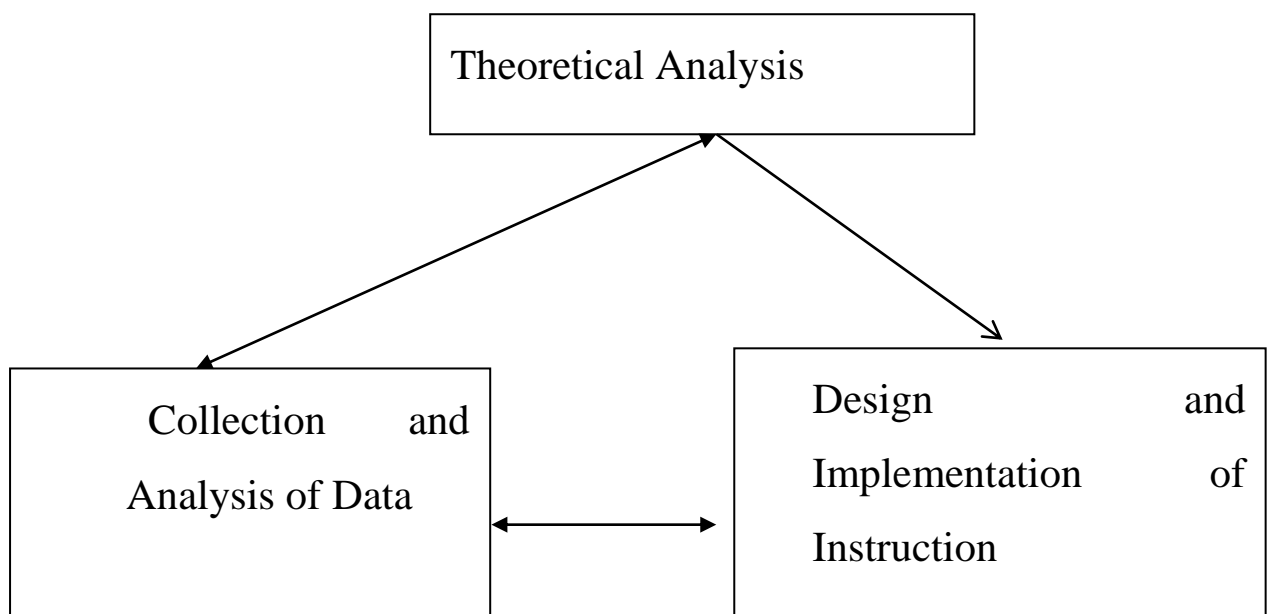 Theoretical Analysis
Collection and
Analysis of Data
Design and
Implementation of
Instruction